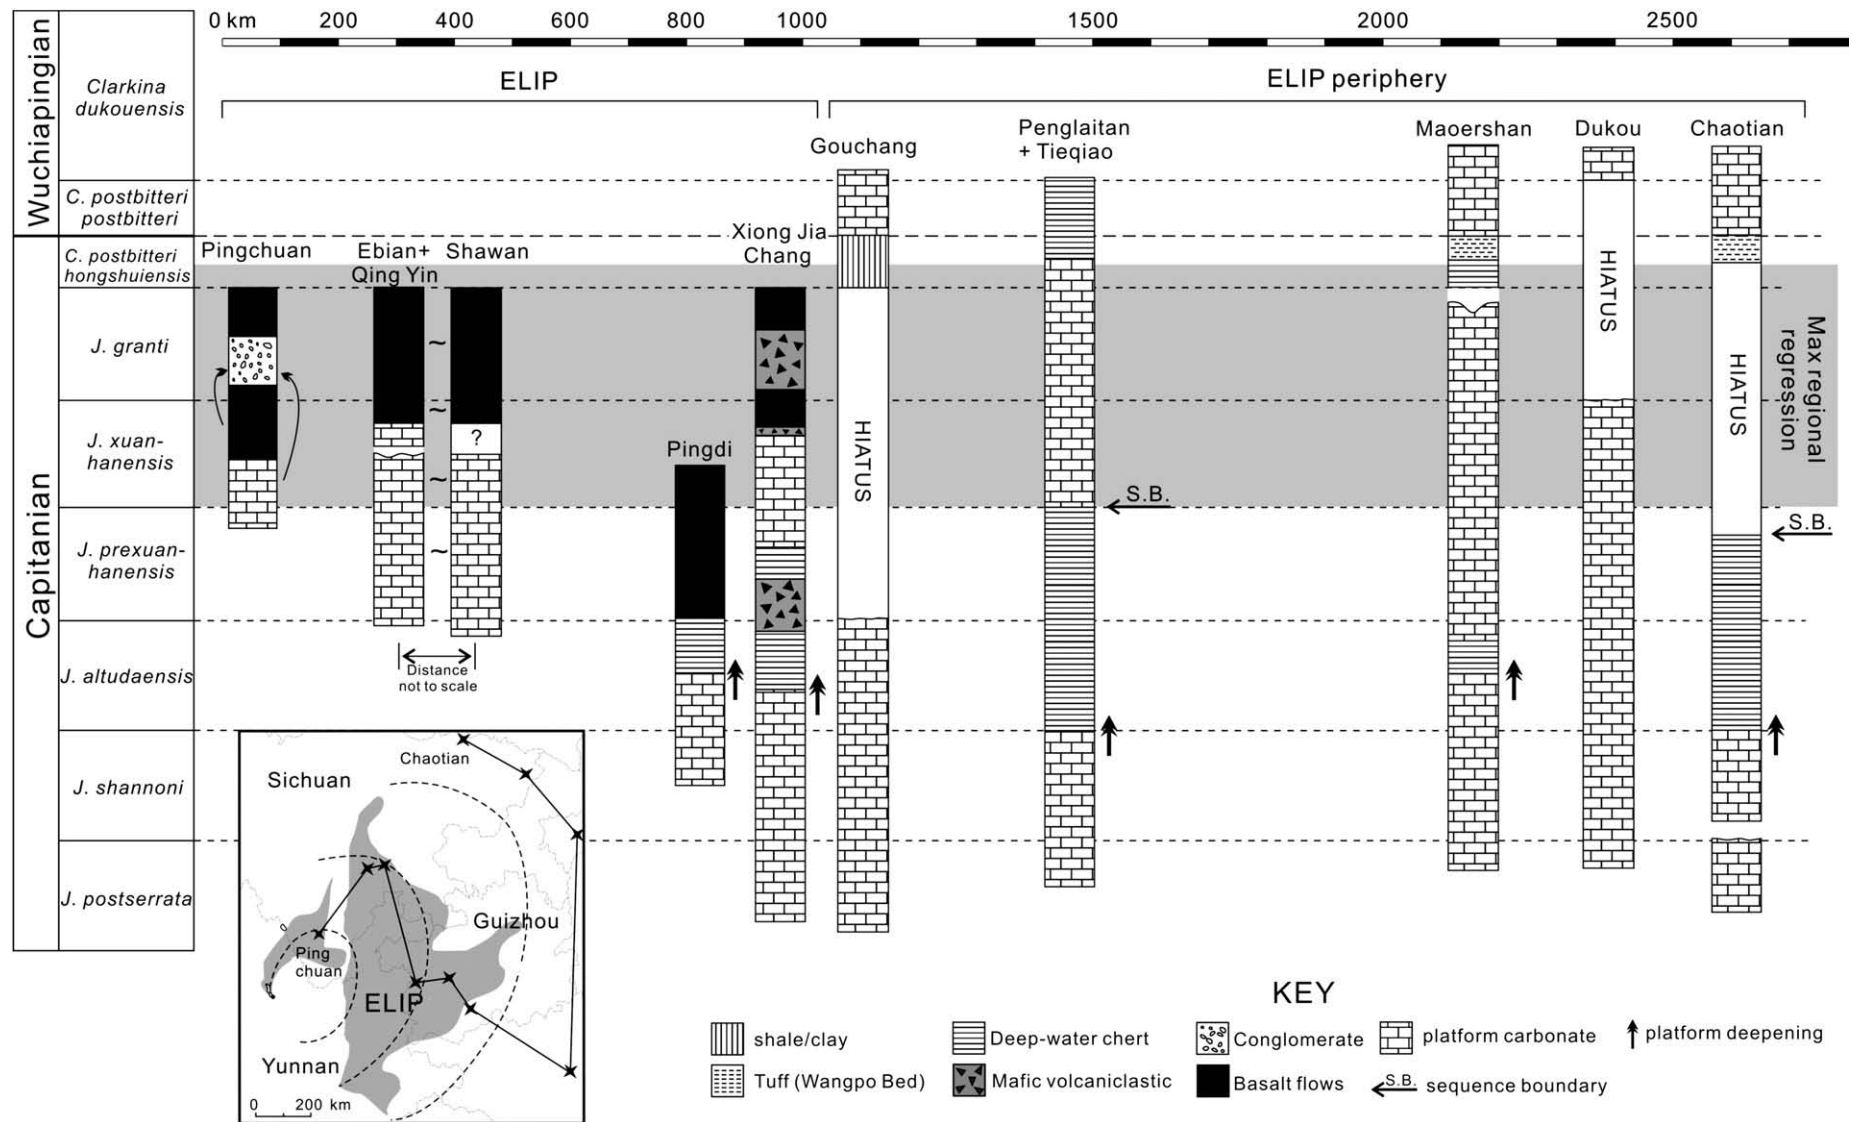 0 km 200 400 600 800 1000 1500 2000 2500
ELIP
ELIP periphery
Wuchiapingian
Capitanian
Clarkina
dukouensis
C. postbitteri
postbitteri
C. postbitteri
hongshuiensis
J. granti
J. xuan-
hanensis
J. prexuan-
hanensis
J. altudaensis
J. shannoni
J. postserrata
Pingchuan
Ebian+
Qing Yin
Shawan
~
~
~
~
?
Distance
not to scale
Pingdi
Xiong Jia
Chang
Gouchang
HIATUS
Penglaitan
+ Tieqiao
S.B.
Maoershan
Dukou
HIATUS
Chaotian
HIATUS
S.B.
Max regional
regression
Chaotian
Sichuan
Guizhou
Ping
chuan
ELIP
Yunnan
0 200 km
KEY
shale/clay
Deep-water chert
Conglomerate
platform carbonate
platform deepening
Tuff (Wangpo Bed)
Mafic volcaniclastic
Basalt flows
S.B. sequence boundary